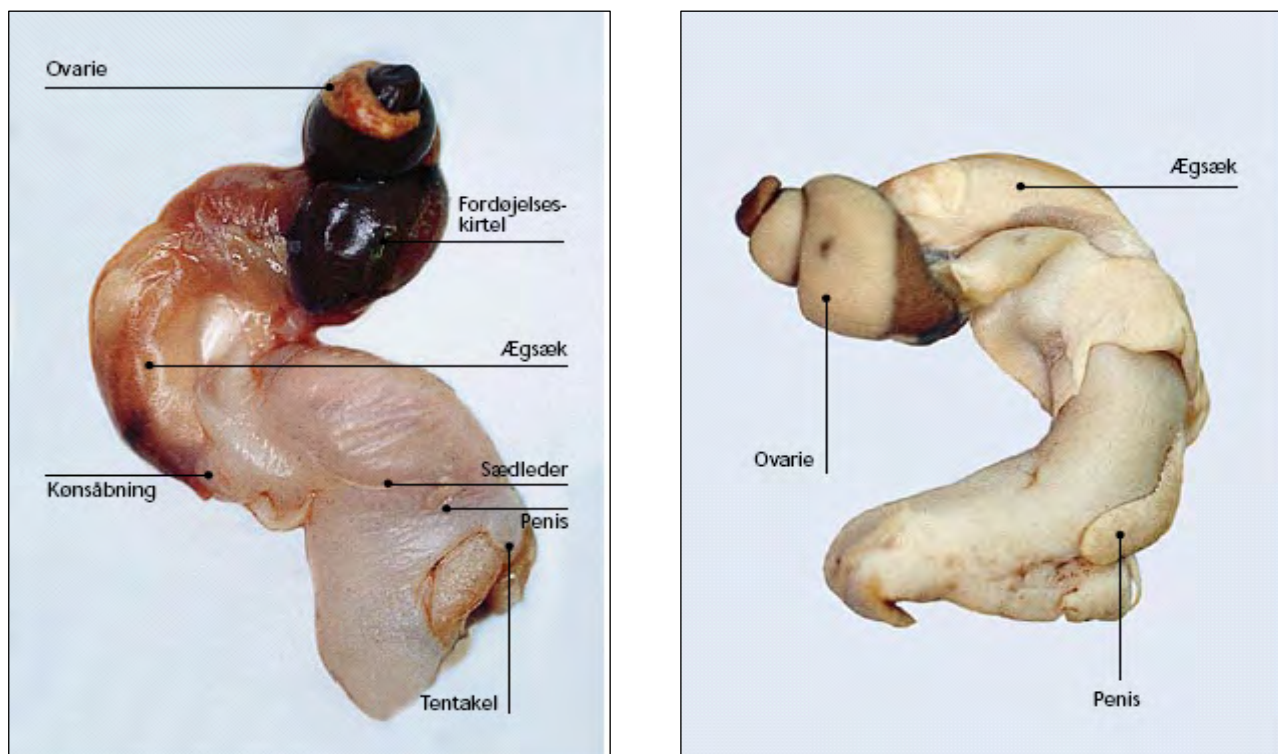 Ovarie
Fordøjelses-
kirtel
Ægsæk
Kønsåbning
Sædleder
Penis
Tentakel
Ægsæk
Ovarie
Penis